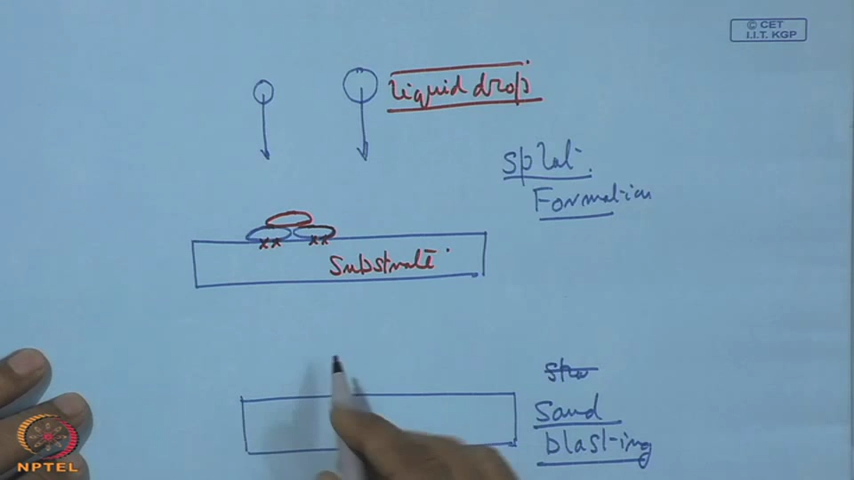 © CET
I.I.T. KGP
liquid drop
splat
Formation
Substrate
sand
blasting
NPTEL